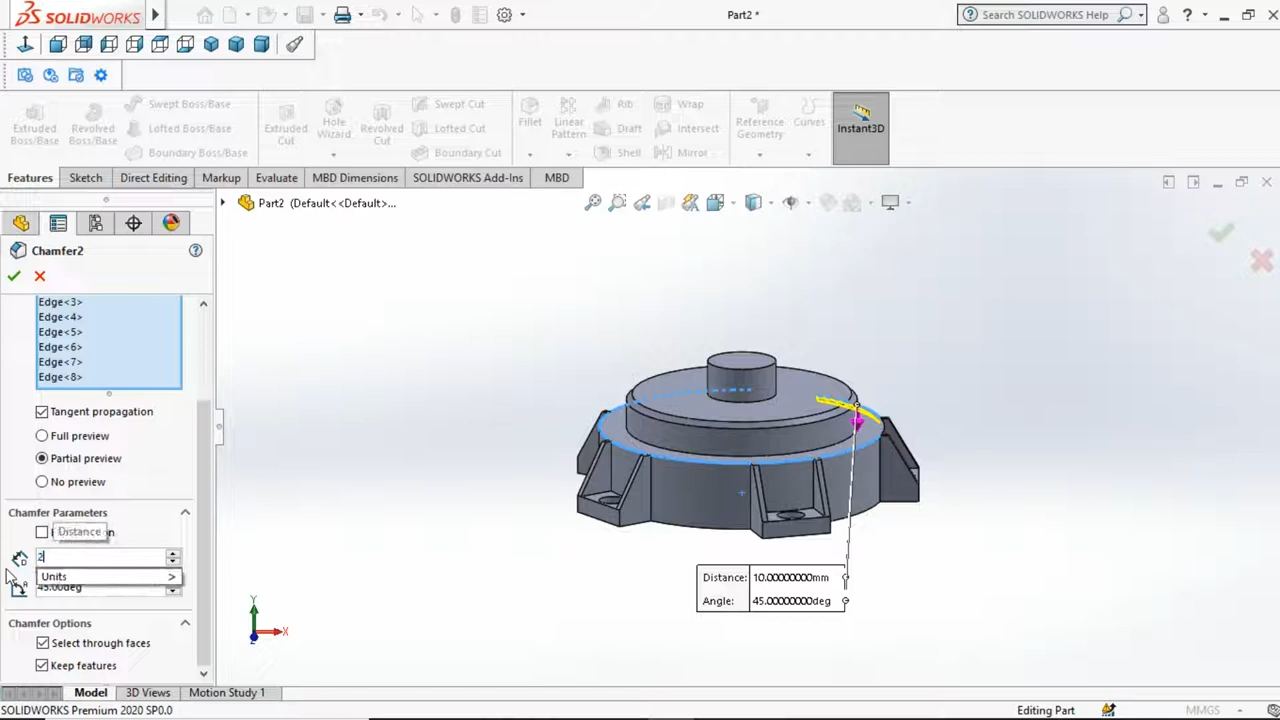 SOLIDWORKS
Part2 *
Search SOLIDWORKS Help
?
Extruded Boss/Base
Revolved Boss/Base
Swept Boss/Base
Lofted Boss/Base
Boundary Boss/Base
Extruded Cut
Hole Wizard
Revolved Cut
Swept Cut
Lofted Cut
Boundary Cut
Fillet
Linear Pattern
Rib
Draft
Shell
Wrap
Intersect
Mirror
Reference Geometry
Curves
Instant3D
Features
Sketch
Direct Editing
Markup
Evaluate
MBD Dimensions
SOLIDWORKS Add-Ins
MBD
Part2 (Default<<Default>...
Chamfer2
Edge<3>
Edge<4>
Edge<5>
Edge<6>
Edge<7>
Edge<8>
Tangent propagation
Full preview
Partial preview
No preview
Chamfer Parameters
Distance
2
Units >
45.00deg
Chamfer Options
Select through faces
Keep features
Distance: 10.00000000mm
Angle: 45.00000000deg
Y
X
Z
Model
3D Views
Motion Study 1
SOLIDWORKS Premium 2020 SP0.0
Editing Part
MMGS